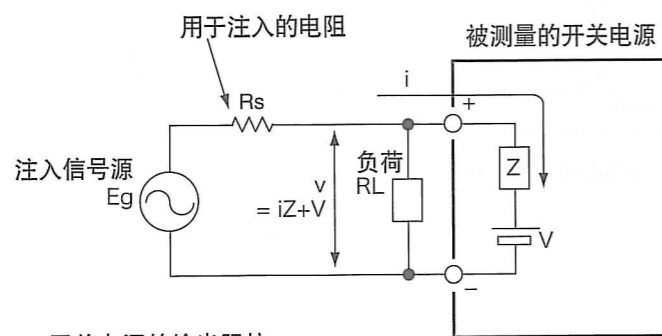 用于注入的电阻
被测量的开关电源
Rs
i
+
注入信号源
Eg
v
= iZ+V
负荷
RL
Z
V
−